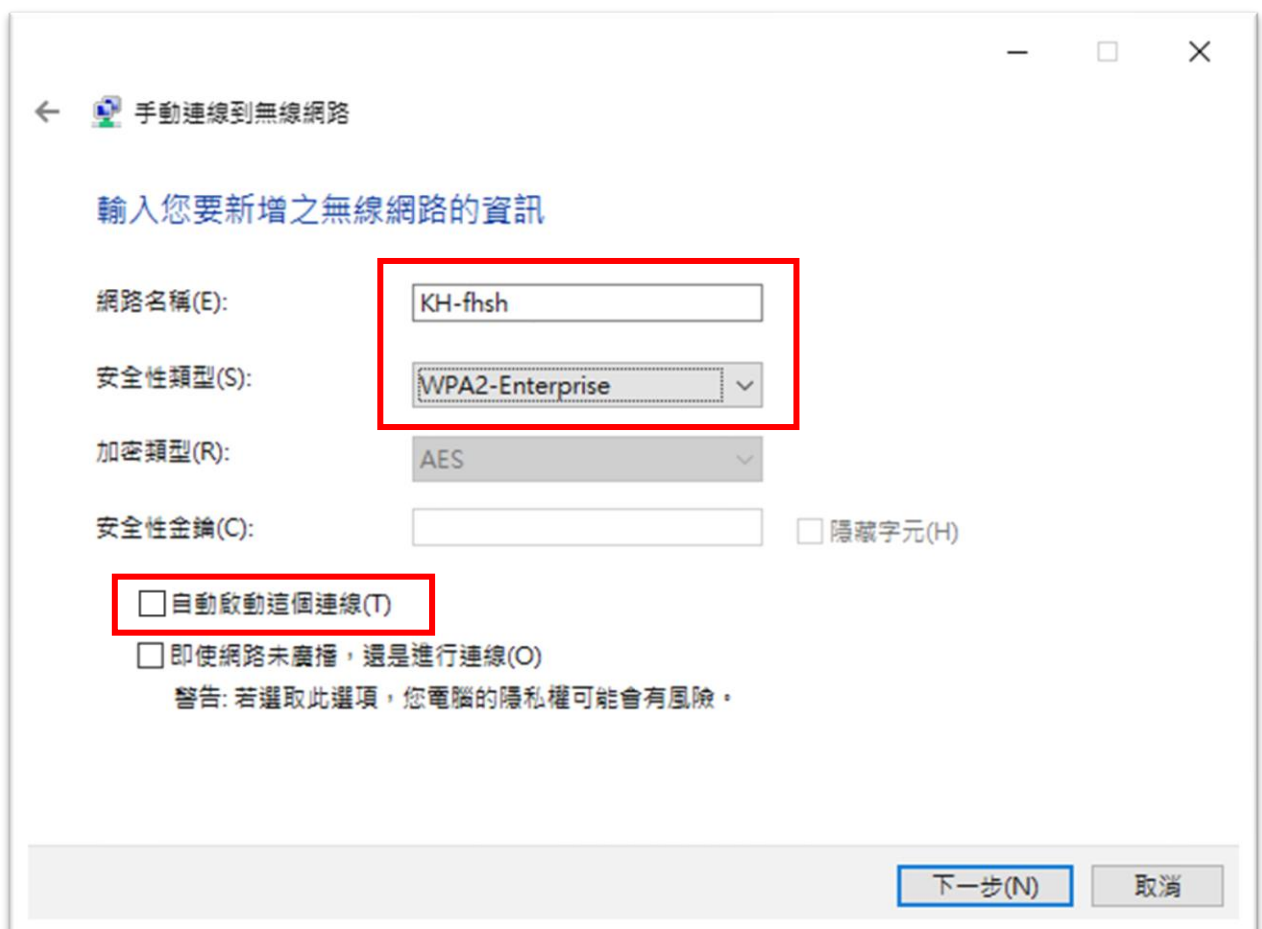 手動連線到無線網路
輸入您要新增之無線網路的資訊
網路名稱(E):
KH-fhsh
安全性類型(S):
WPA2-Enterprise
加密類型(R):
AES
安全性金鑰(C):
隱藏字元(H)
自動啟動這個連線(T)
即使網路未廣播，還是進行連線(O)
警告: 若選取此選項，您電腦的隱私權可能會有風險。
下一步(N)
取消